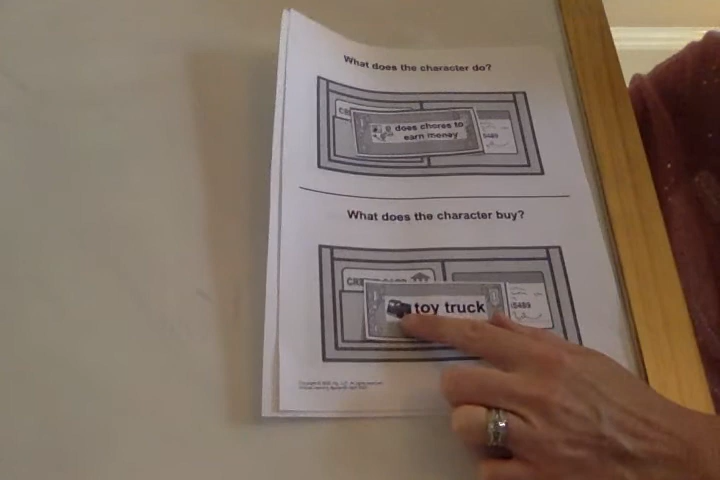 What does the character do?
does chores to
earn money
What does the character buy?
toy truck